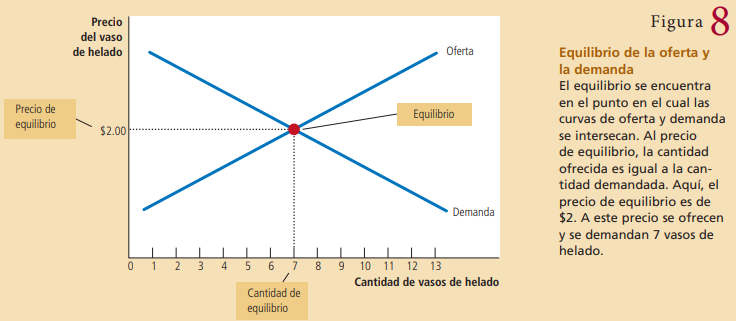 Precio
del vaso
de helado
Oferta
Precio de
equilibrio
$2.00
Equilibrio
Demanda
0 1 2 3 4 5 6 7 8 9 10 11 12 13
Cantidad de
equilibrio
Cantidad de vasos de helado
Figura 8
Equilibrio de la oferta y
la demanda
El equilibrio se encuentra
en el punto en el cual las
curvas de oferta y demanda
se intersecan. Al precio
de equilibrio, la cantidad
ofrecida es igual a la can-
tidad demandada. Aquí, el
precio de equilibrio es de
$2. A este precio se ofrecen
y se demandan 7 vasos de
helado.